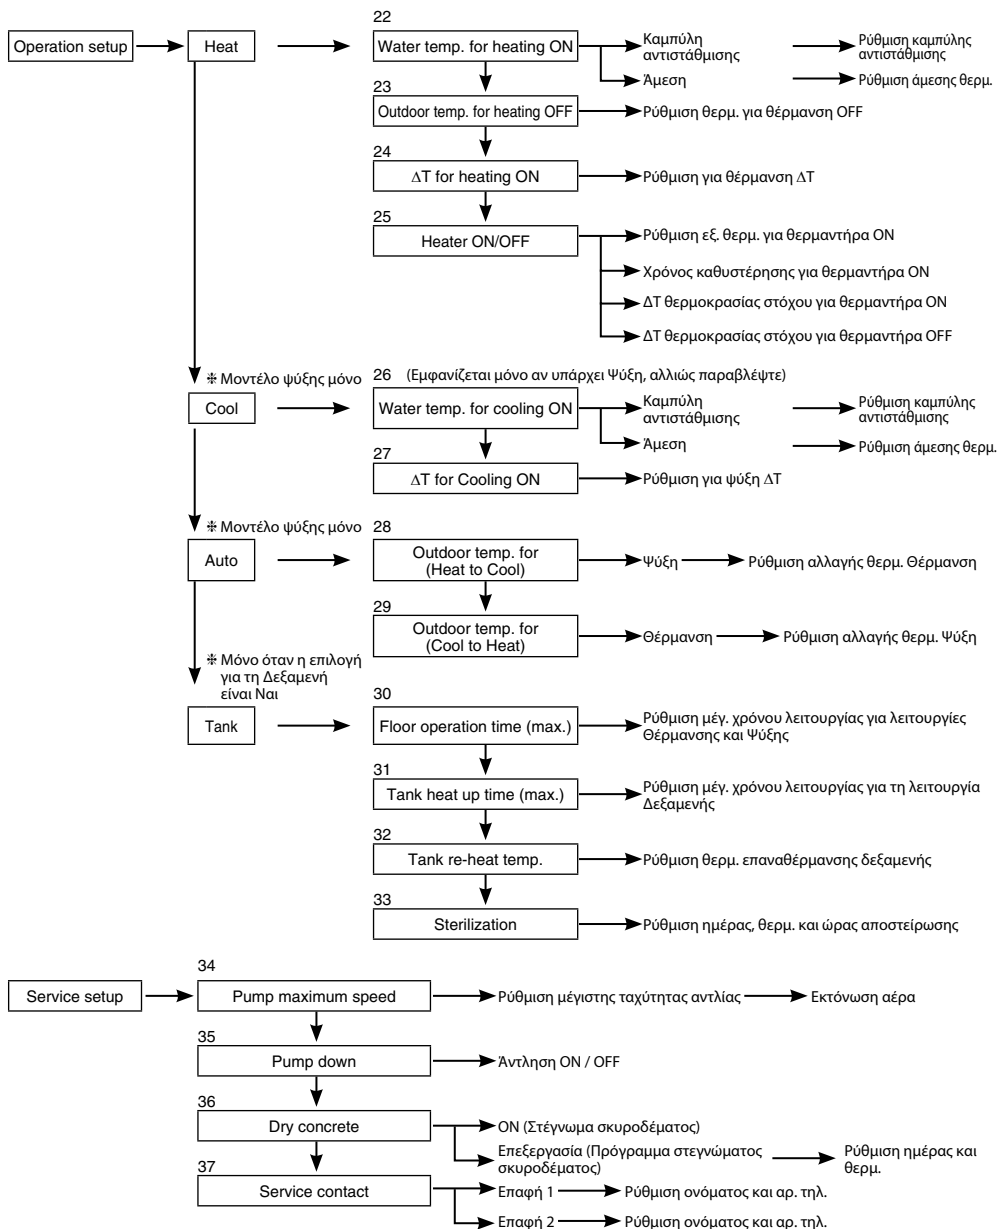 22
Operation setup
Heat
Water temp. for heating ON
Καμπύλη
αντιστάθμισης
Ρύθμιση καμπύλης
αντιστάθμισης
Άμεση
Ρύθμιση άμεσης θερμ.
23
Outdoor temp. for heating OFF
Ρύθμιση θερμ. για θέρμανση OFF
24
ΔT for heating ON
Ρύθμιση για θέρμανση ΔT
25
Heater ON/OFF
Ρύθμιση εξ. θερμ. για θερμαντήρα ON
Χρόνος καθυστέρησης για θερμαντήρα ON
ΔT θερμοκρασίας στόχου για θερμαντήρα ON
ΔT θερμοκρασίας στόχου για θερμαντήρα OFF
❉ Μοντέλο ψύξης μόνο
26 (Εμφανίζεται μόνο αν υπάρχει Ψύξη, αλλιώς παραβλέψτε)
Cool
Water temp. for cooling ON
Καμπύλη
αντιστάθμισης
Ρύθμιση καμπύλης
αντιστάθμισης
Άμεση
Ρύθμιση άμεσης θερμ.
27
ΔT for Cooling ON
Ρύθμιση για ψύξη ΔT
❉ Μοντέλο ψύξης μόνο
28
Auto
Outdoor temp. for
(Heat to Cool)
Ψύξη
Ρύθμιση αλλαγής θερμ. Θέρμανση
29
Outdoor temp. for
(Cool to Heat)
Θέρμανση
Ρύθμιση αλλαγής θερμ. Ψύξη
❉ Μόνο όταν η επιλογή
για τη Δεξαμενή
είναι Ναι
30
Tank
Floor operation time (max.)
Ρύθμιση μέγ. χρόνου λειτουργίας για λειτουργίες
Θέρμανσης και Ψύξης
31
Tank heat up time (max.)
Ρύθμιση μέγ. χρόνου λειτουργίας για τη λειτουργία
Δεξαμενής
32
Tank re-heat temp.
Ρύθμιση θερμ. επαναθέρμανσης δεξαμενής
33
Sterilization
Ρύθμιση ημέρας, θερμ. και ώρας αποστείρωσης
34
Service setup
Pump maximum speed
Ρύθμιση μέγιστης ταχύτητας αντλίας
Εκτόνωση αέρα
35
Pump down
Άντληση ON / OFF
36
Dry concrete
ON (Στέγνωμα σκυροδέματος)
Επεξεργασία (Πρόγραμμα στεγνώματος
σκυροδέματος)
Ρύθμιση ημέρας και
θερμ.
37
Service contact
Επαφή 1
Ρύθμιση ονόματος και αρ. τηλ.
Επαφή 2
Ρύθμιση ονόματος και αρ. τηλ.